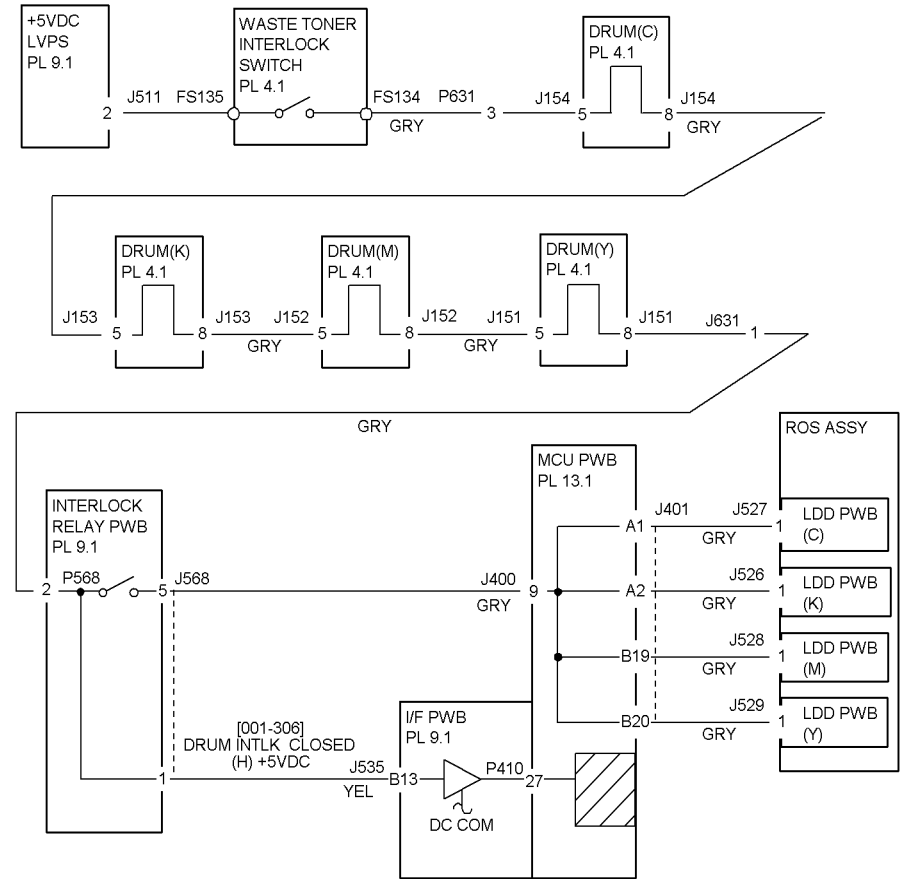 +5VDC
LVPS
PL 9.1
2
J511
FS135
WASTE TONER
INTERLOCK
SWITCH
PL 4.1
FS134
GRY
P631
3
J154
DRUM(C)
PL 4.1
5
8
J154
GRY
J153
DRUM(K)
PL 4.1
5
8
J153
GRY
J152
DRUM(M)
PL 4.1
5
8
J152
GRY
J151
DRUM(Y)
PL 4.1
5
8
J151
J631
1
GRY
INTERLOCK
RELAY PWB
PL 9.1
2
P568
5
J568
J400
GRY
9
MCU PWB
PL 13.1
A1
J401
GRY
J527
1
A2
GRY
J526
1
B19
GRY
J528
1
B20
GRY
J529
1
ROS ASSY
LDD PWB
(C)
LDD PWB
(K)
LDD PWB
(M)
LDD PWB
(Y)
1
[001-306]
DRUM INTLK CLOSED
(H) +5VDC
J535
YEL
I/F PWB
PL 9.1
B13
P410
27
DC COM